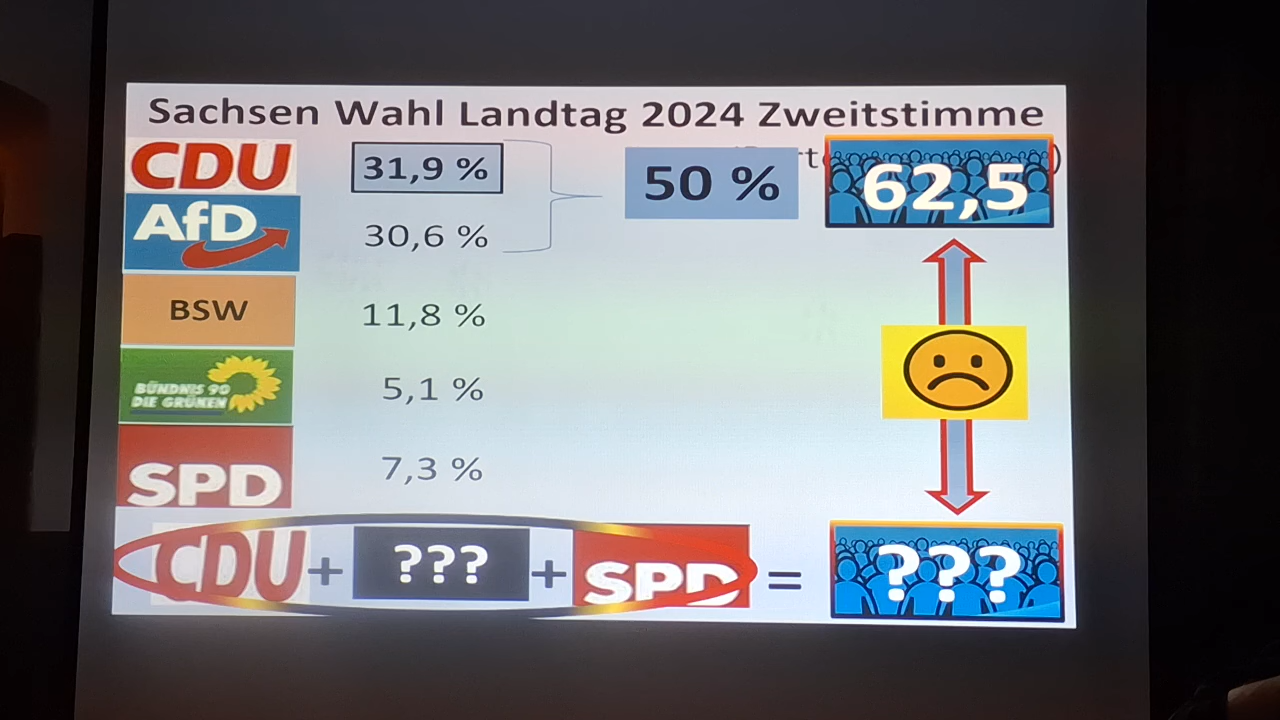 Sachsen Wahl Landtag 2024 Zweitstimme
CDU 31,9 % 50 % 62,5
AfD 30,6 %
BSW 11,8 %
BÜNDNIS 90
DIE GRÜNEN 5,1 %
SPD 7,3 %
CDU + ??? + SPD = ???